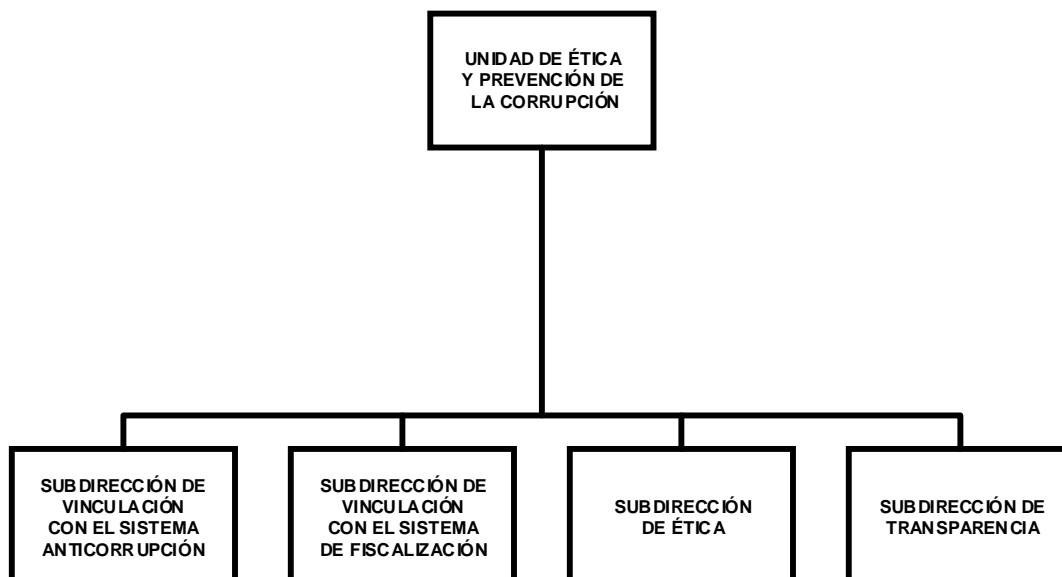 UNIDAD DE ÉTICA
Y PREVENCIÓN DE
LA CORRUPCIÓN
SUBDIRECCIÓN DE
VINCULACIÓN
CON EL SISTEMA
ANTICORRUPCIÓN
SUBDIRECCIÓN DE
VINCULACIÓN
CON EL SISTEMA
DE FISCALIZACIÓN
SUBDIRECCIÓN
DE ÉTICA
SUBDIRECCIÓN DE
TRANSPARENCIA